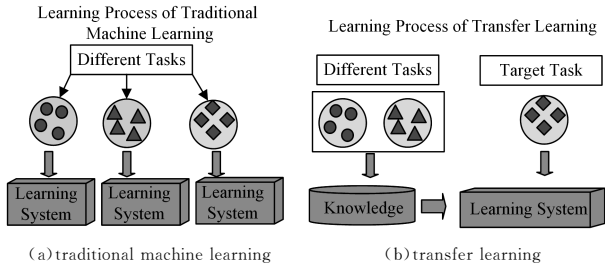 Learning Process of Traditional
Machine Learning
Different Tasks
Learning
System
Learning
System
Learning
System
(a)traditional machine learning
Learning Process of Transfer Learning
Different Tasks
Target Task
Knowledge
Learning System
(b)transfer learning